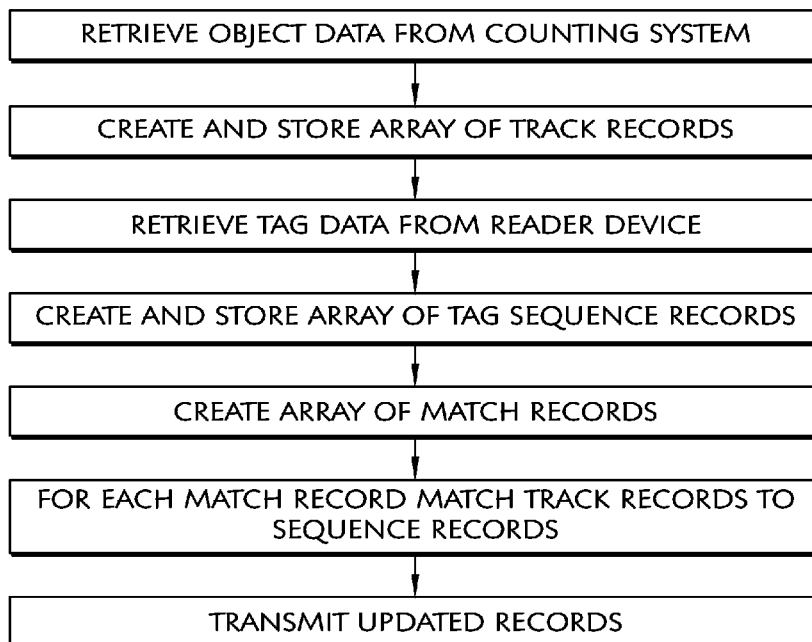 RETRIEVE OBJECT DATA FROM COUNTING SYSTEM
CREATE AND STORE ARRAY OF TRACK RECORDS
RETRIEVE TAG DATA FROM READER DEVICE
CREATE AND STORE ARRAY OF TAG SEQUENCE RECORDS
CREATE ARRAY OF MATCH RECORDS
FOR EACH MATCH RECORD MATCH TRACK RECORDS TO
SEQUENCE RECORDS
TRANSMIT UPDATED RECORDS